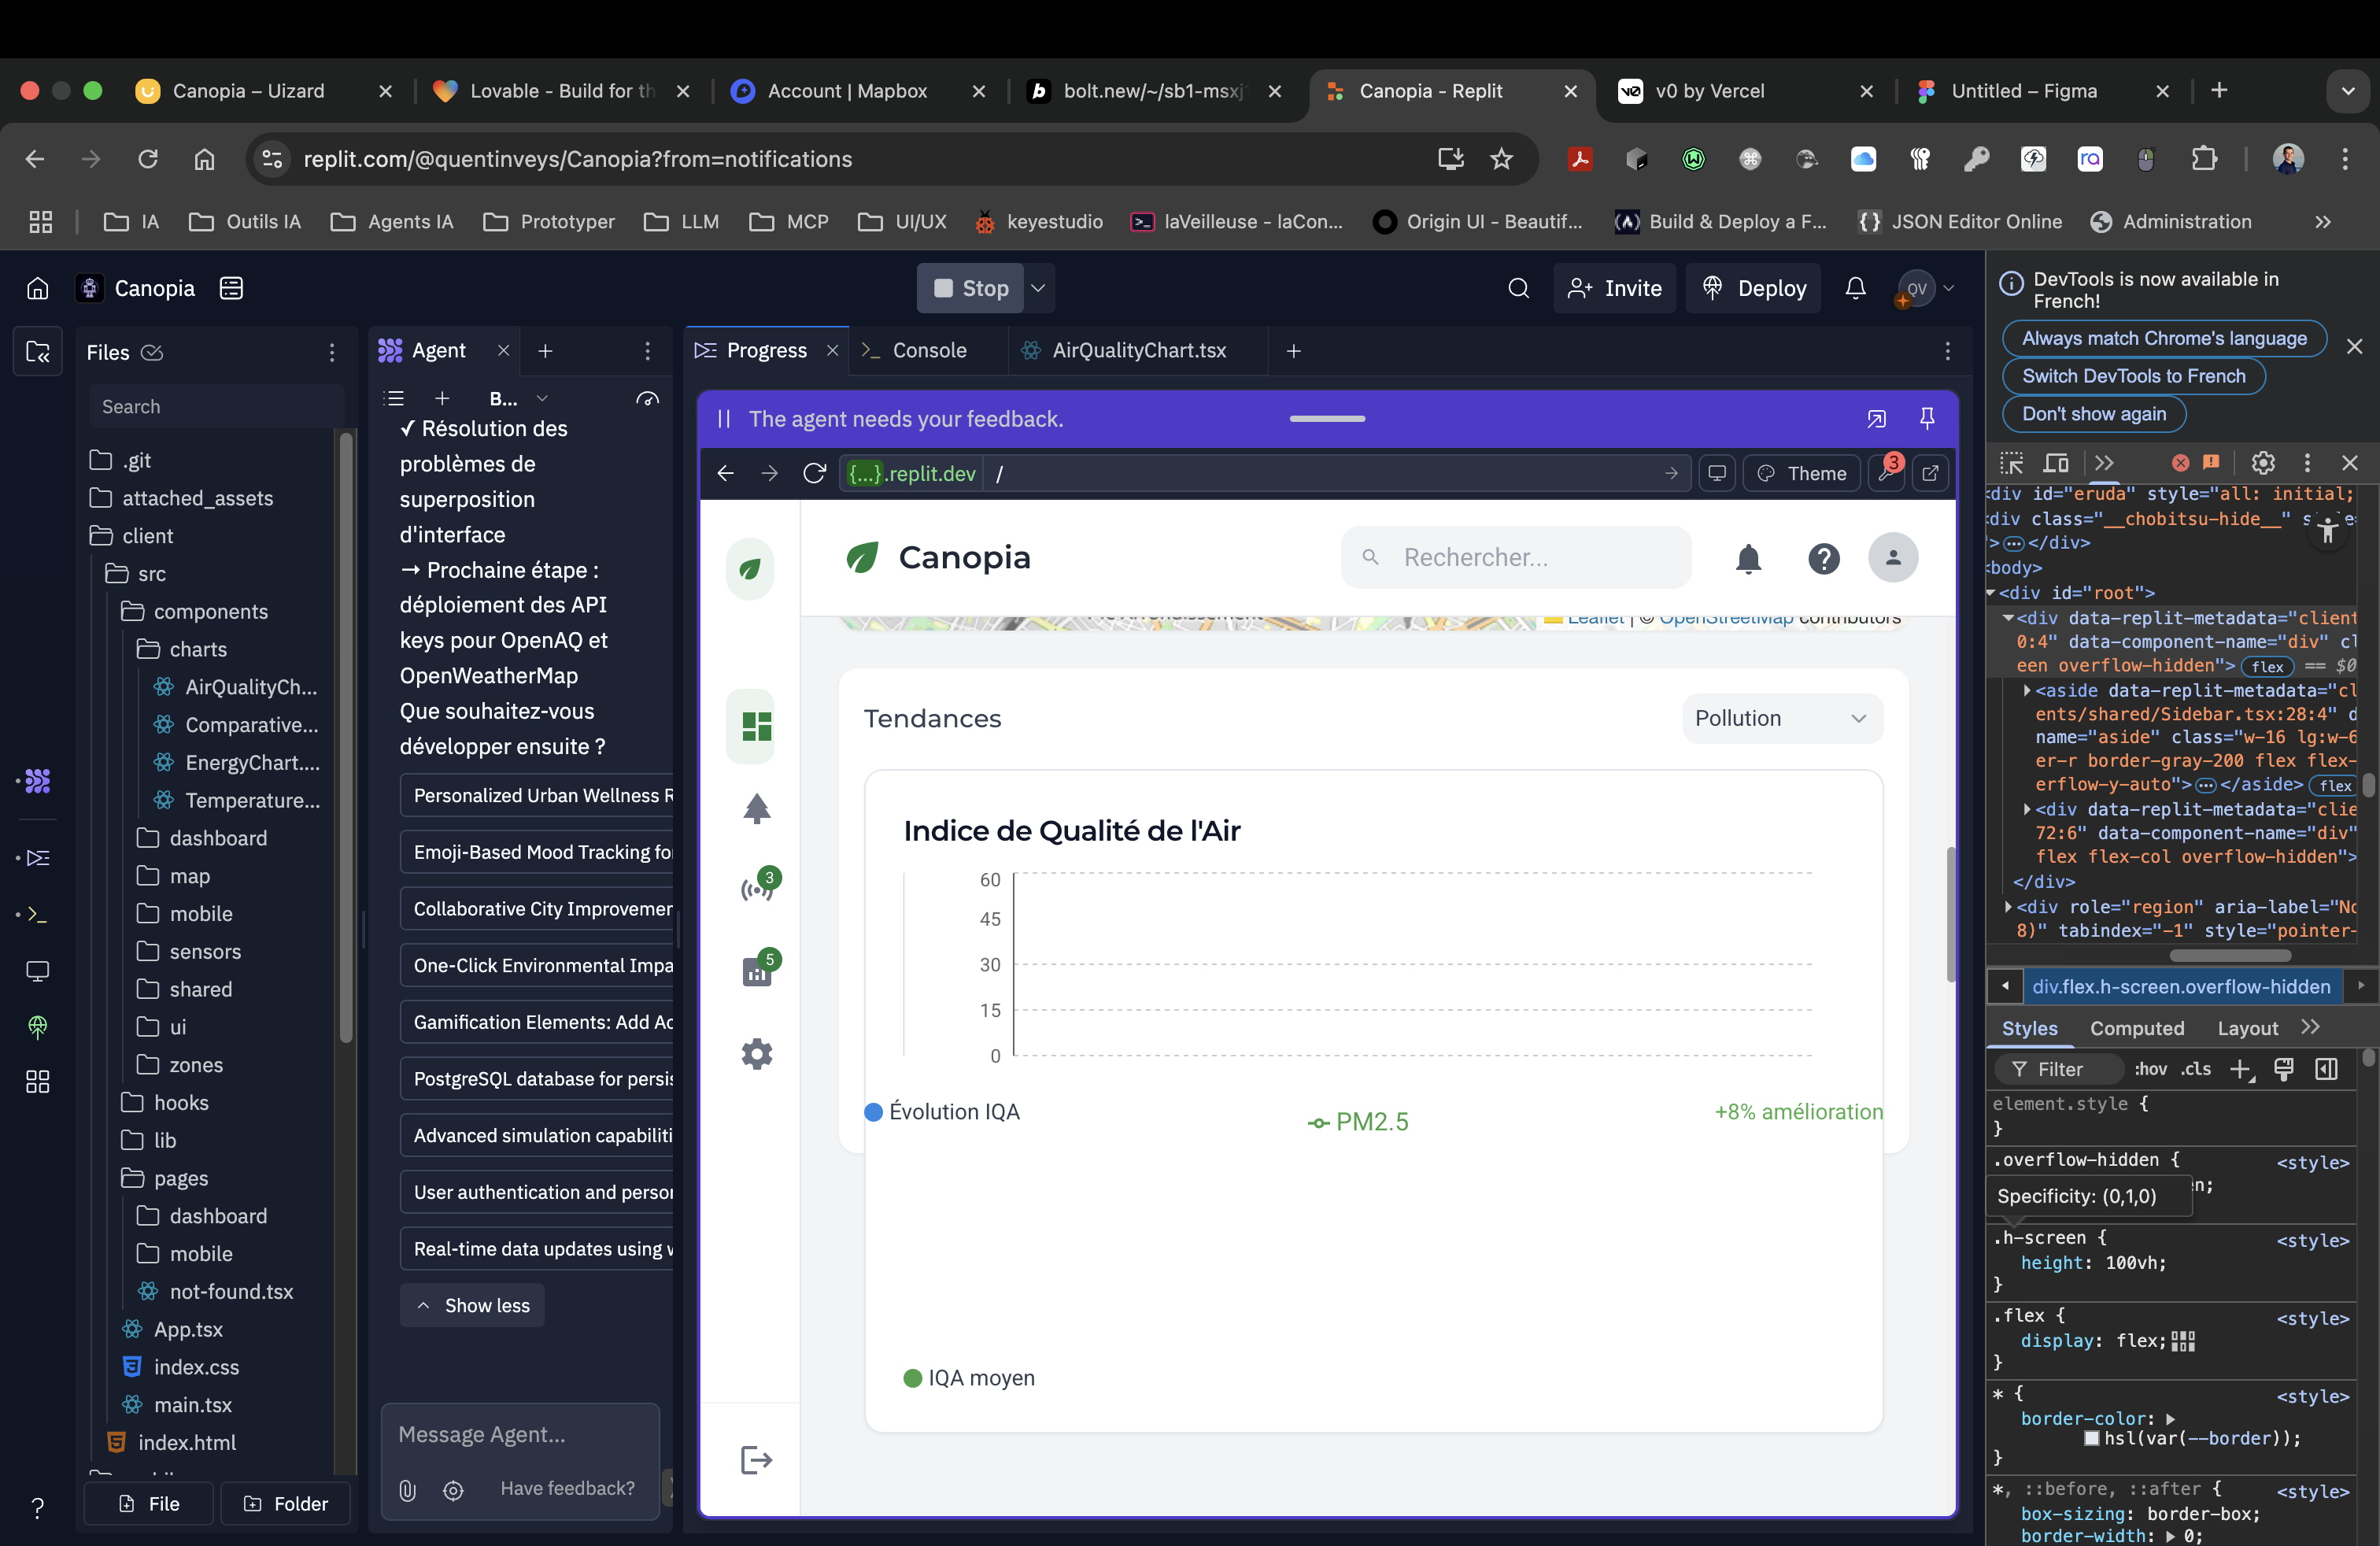 Canopia – Uizard
Lovable - Build for th
Account | Mapbox
bolt.new/~/sb1-msxj
Canopia - Replit
v0 by Vercel
Untitled – Figma
replit.com/@quentinveys/Canopia?from=notifications
IA
Outils IA
Agents IA
Prototyper
LLM
MCP
UI/UX
keyestudio
laVeilleuse - laCon...
Origin UI - Beautif...
Build & Deploy a F...
JSON Editor Online
Administration
Canopia
Stop
Invite
Deploy
QV
Files
Search
.git
attached_assets
client
src
components
charts
AirQualityCh...
Comparative...
EnergyChart....
Temperature...
dashboard
map
mobile
sensors
shared
ui
zones
hooks
lib
pages
dashboard
mobile
not-found.tsx
App.tsx
index.css
main.tsx
index.html
File
Folder
Agent
B...
✓ Résolution des
problèmes de
superposition
d'interface
→ Prochaine étape :
déploiement des API
keys pour OpenAQ et
OpenWeatherMap
Que souhaitez-vous
développer ensuite ?
Personalized Urban Wellness R
Emoji-Based Mood Tracking fo
Collaborative City Improvemen
One-Click Environmental Impa
Gamification Elements: Add Ac
PostgreSQL database for persis
Advanced simulation capabiliti
User authentication and person
Real-time data updates using w
Show less
Message Agent...
Have feedback?
Progress
Console
AirQualityChart.tsx
The agent needs your feedback.
{...}.replit.dev
/
Theme
3
Canopia
Rechercher...
Leaflet | © OpenStreetMap contributors
3
5
Tendances
Pollution
Indice de Qualité de l'Air
60
45
30
15
0
Évolution IQA
PM2.5
+8% amélioration
IQA moyen
DevTools is now available in
French!
Always match Chrome's language
Switch DevTools to French
Don't show again
div id="eruda" style="all: initial;
div class="__chobitsu-hide__"
"></div>
body>
<div id="root">
<div data-replit-metadata="client
0:4" data-component-name="div" cl
een overflow-hidden"> flex == $0
<aside data-replit-metadata="cl
ents/shared/Sidebar.tsx:28:4" d
name="aside" class="w-16 lg:w-6
er-r border-gray-200 flex flex-
erflow-y-auto"></aside> flex
<div data-replit-metadata="clie
72:6" data-component-name="div"
flex flex-col overflow-hidden">
</div>
<div role="region" aria-label="No
8)" tabindex="-1" style="pointer-
div.flex.h-screen.overflow-hidden
Styles
Computed
Layout
Filter
:hov
.cls
element.style {
}
.overflow-hidden {
<style>
Specificity: (0,1,0)
n;
.h-screen {
<style>
height: 100vh;
}
.flex {
<style>
display: flex;
}
* {
<style>
border-color:
hsl(var(--border));
}
*, ::before, ::after {
<style>
box-sizing: border-box;
border-width: 0;